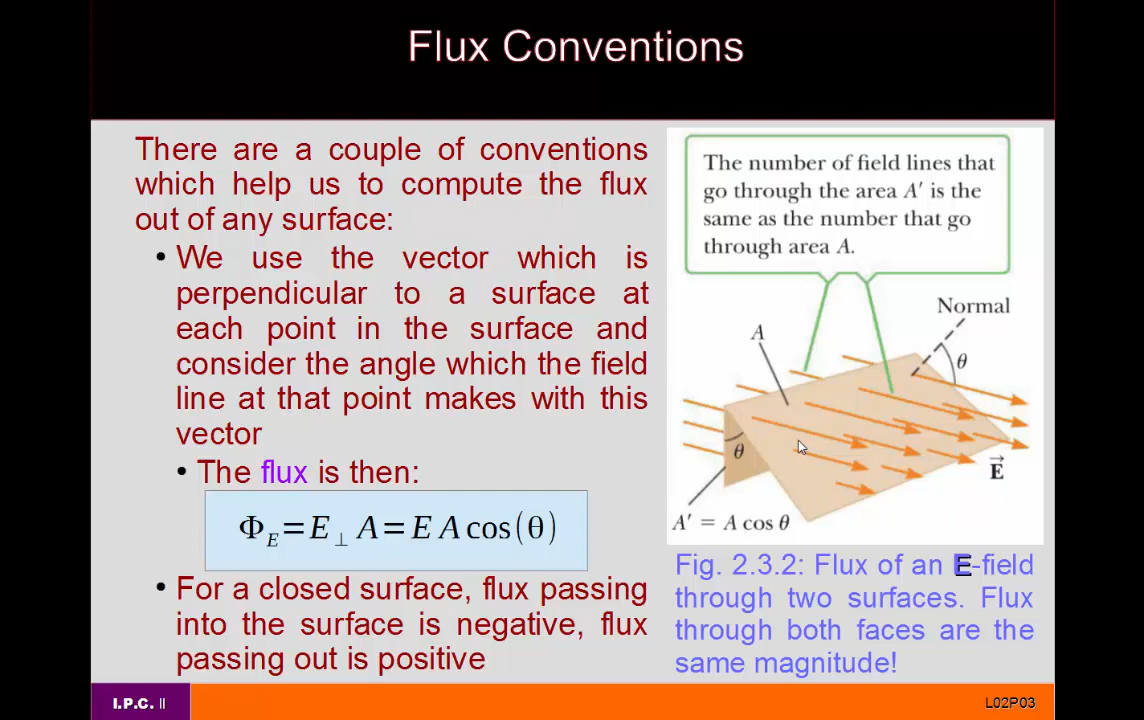 Flux Conventions
There are a couple of conventions
which help us to compute the flux
out of any surface:
• We use the vector which is
perpendicular to a surface at
each point in the surface and
consider the angle which the field
line at that point makes with this
vector
• The flux is then:
Φ_E = E_⊥ A = E A cos(θ)
• For a closed surface, flux passing
into the surface is negative, flux
passing out is positive
The number of field lines that
go through the area A′ is the
same as the number that go
through area A.
Normal
A
θ
θ
E⃗
A′ = A cos θ
Fig. 2.3.2: Flux of an E-field
through two surfaces. Flux
through both faces are the
same magnitude!
I.P.C. II
L02P03